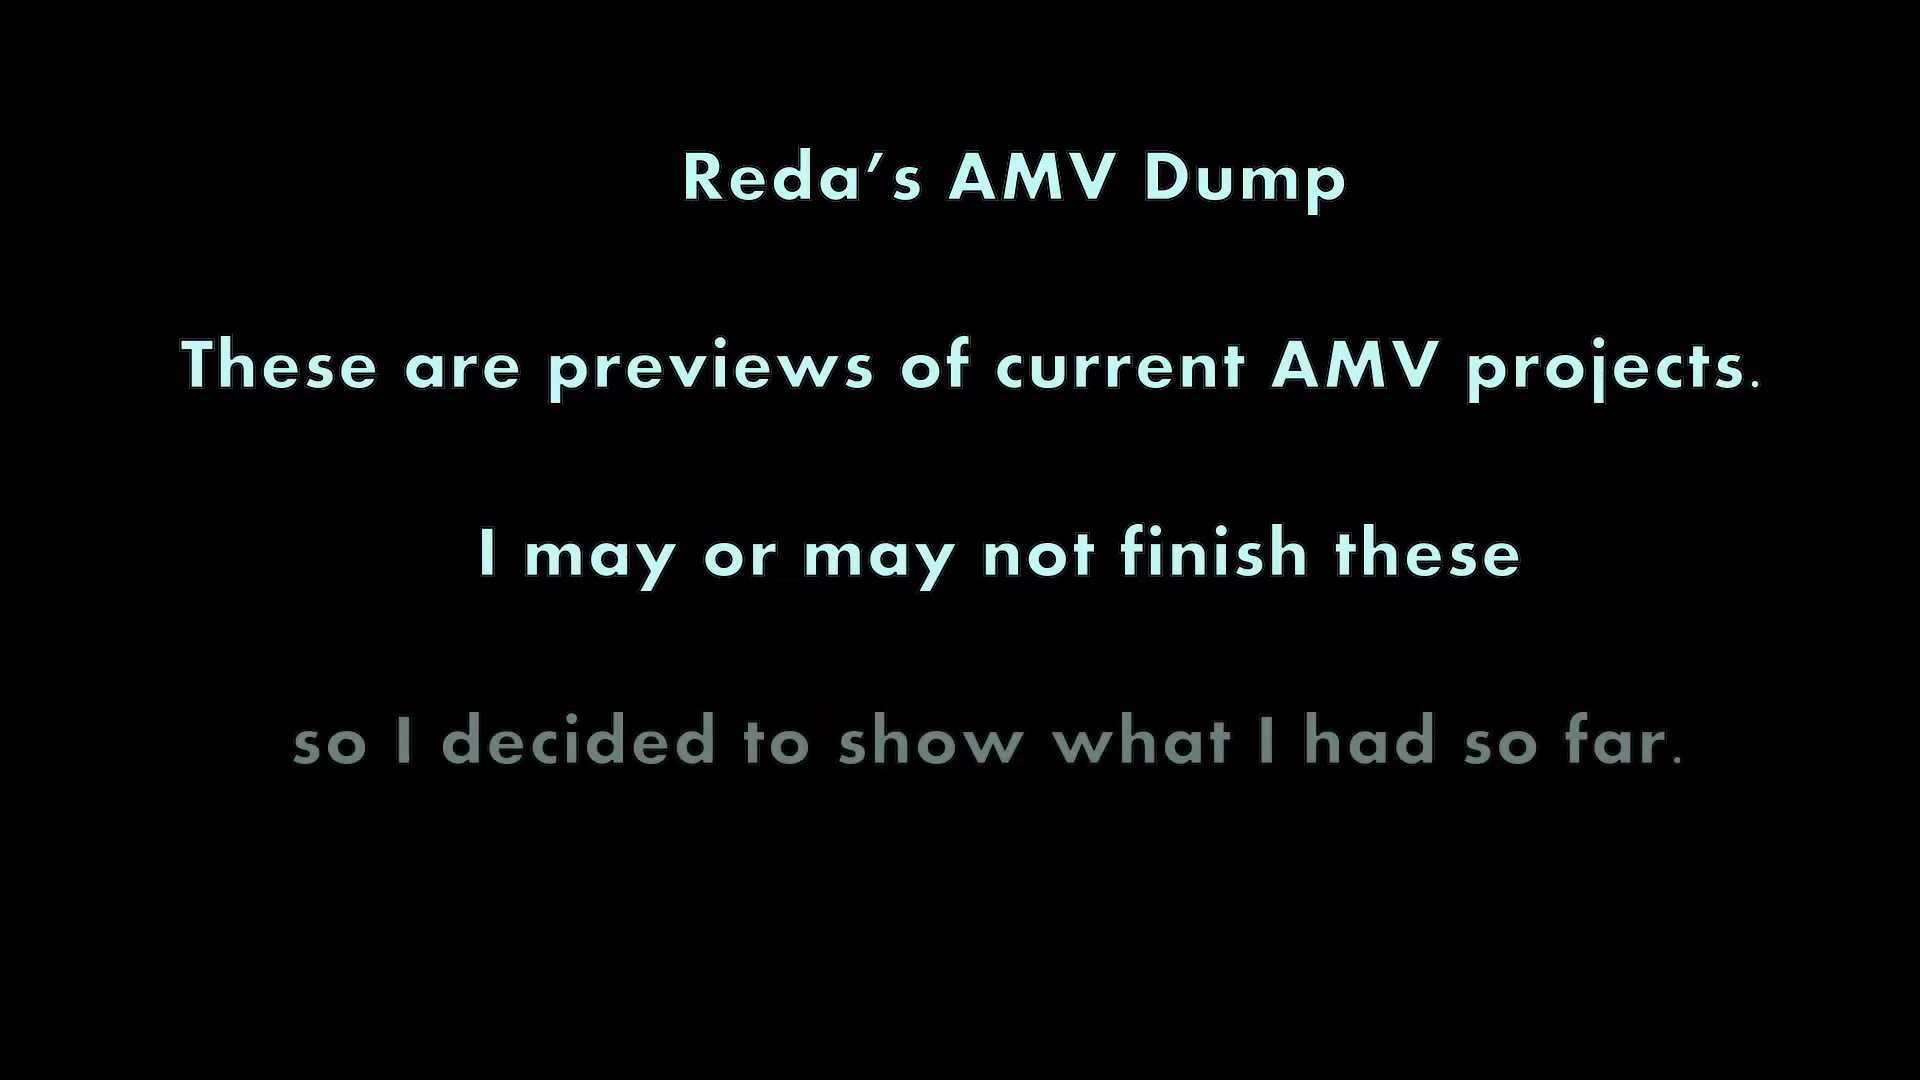 Reda’s AMV Dump
These are previews of current AMV projects.
I may or may not finish these
so I decided to show what I had so far.